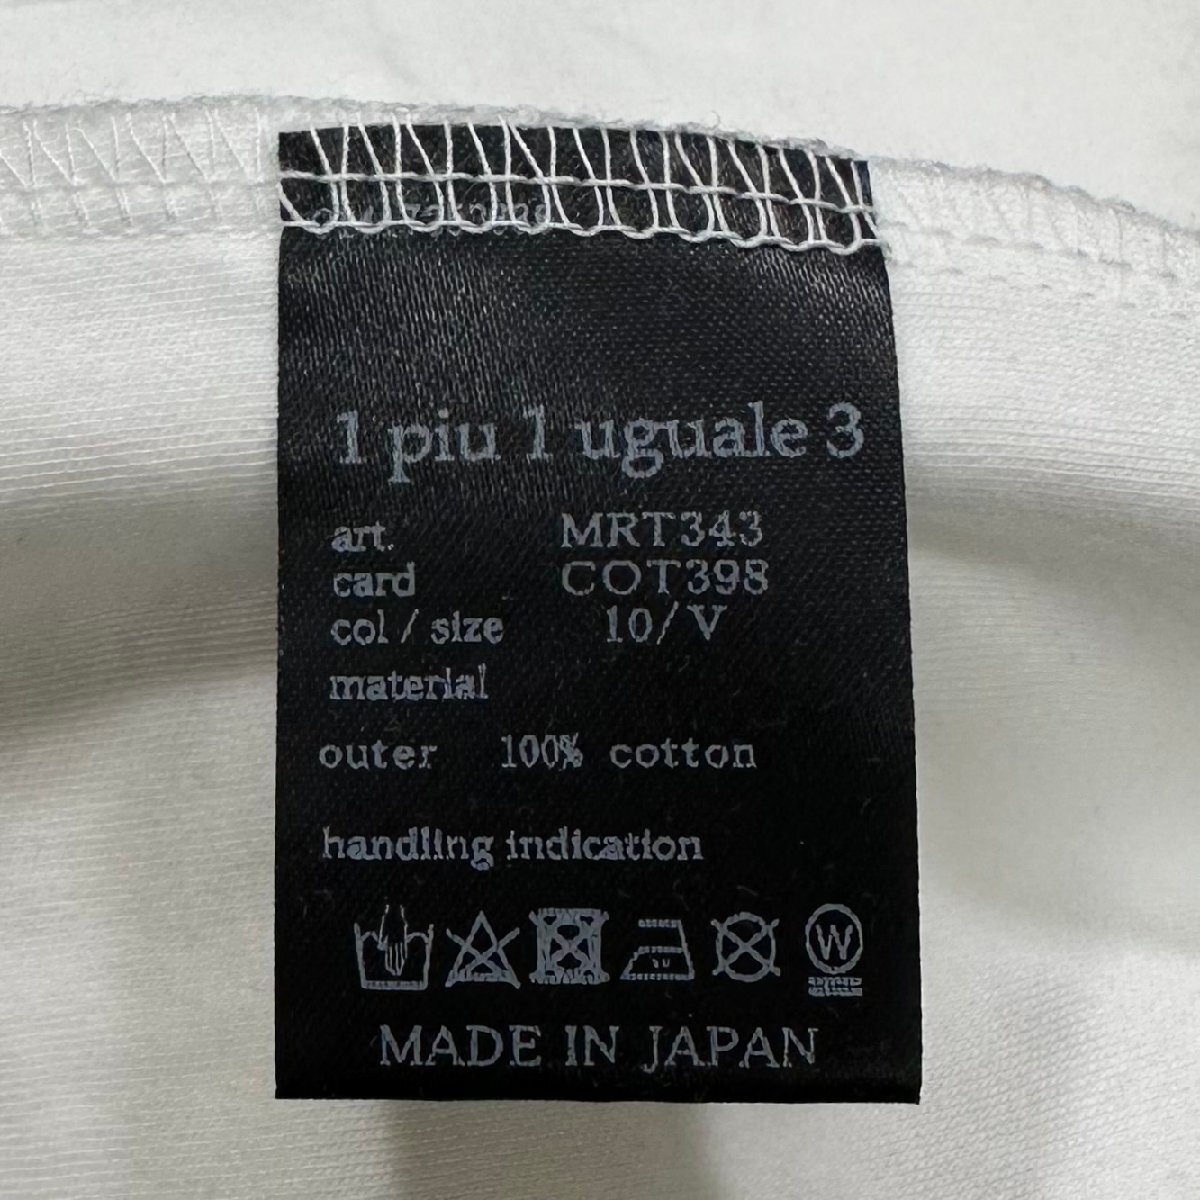 1 piu 1 uguale 3
art. MRT343
card COT398
col / size 10/V
material
outer 100% cotton
handling indication
W
MADE IN JAPAN